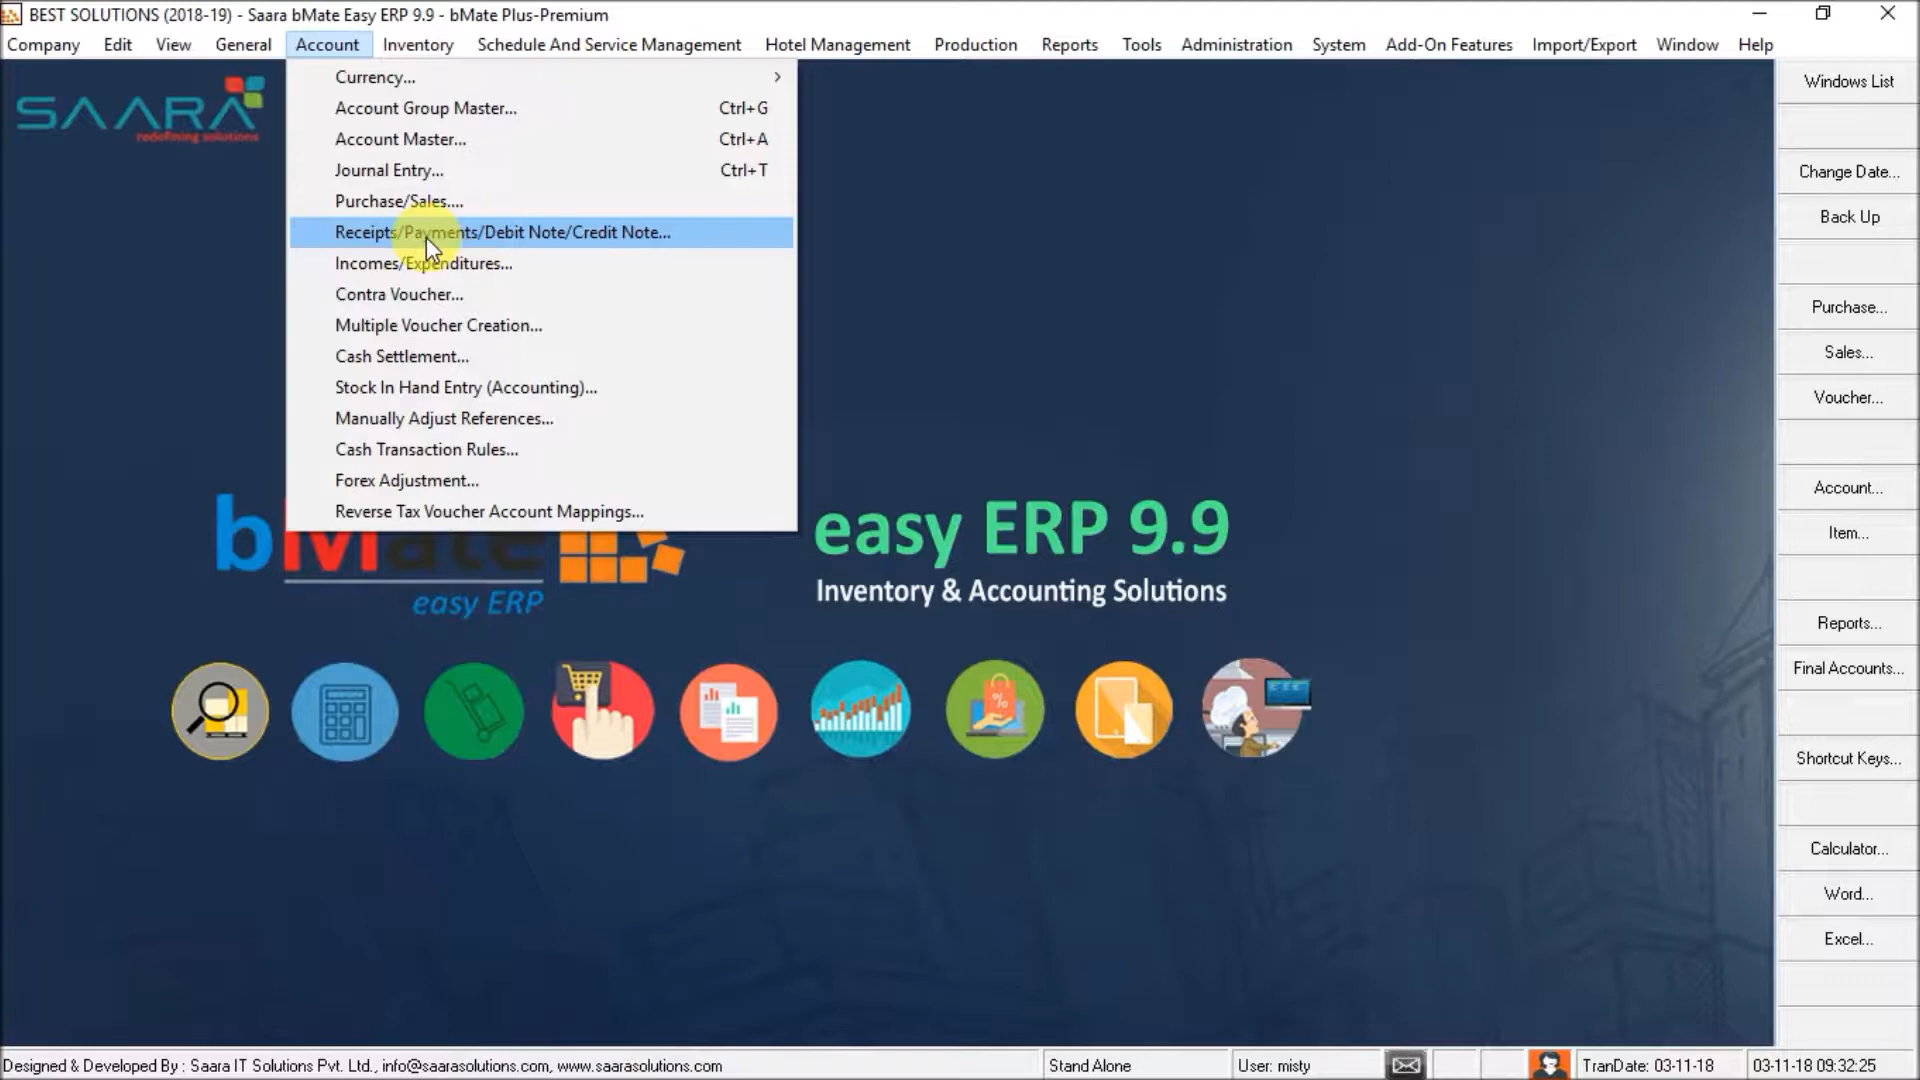 BEST SOLUTIONS (2018-19) - Saara bMate Easy ERP 9.9 - bMate Plus-Premium
Company Edit View General Account Inventory Schedule And Service Management Hotel Management Production Reports Tools Administration System Add-On Features Import/Export Window Help
SAARA
redefining solutions
Currency...
Account Group Master... Ctrl+G
Account Master... Ctrl+A
Journal Entry... Ctrl+T
Purchase/Sales....
Receipts/Payments/Debit Note/Credit Note...
Incomes/Expenditures...
Contra Voucher...
Multiple Voucher Creation...
Cash Settlement...
Stock In Hand Entry (Accounting)...
Manually Adjust References...
Cash Transaction Rules...
Forex Adjustment...
Reverse Tax Voucher Account Mappings...
bMate
easy ERP
easy ERP 9.9
Inventory & Accounting Solutions
Windows List
Change Date...
Back Up
Purchase...
Sales...
Voucher...
Account...
Item...
Reports...
Final Accounts...
Shortcut Keys...
Calculator...
Word...
Excel...
Designed & Developed By : Saara IT Solutions Pvt. Ltd., info@saarasolutions.com, www.saarasolutions.com
Stand Alone
User: misty
TranDate: 03-11-18
03-11-18 09:32:25